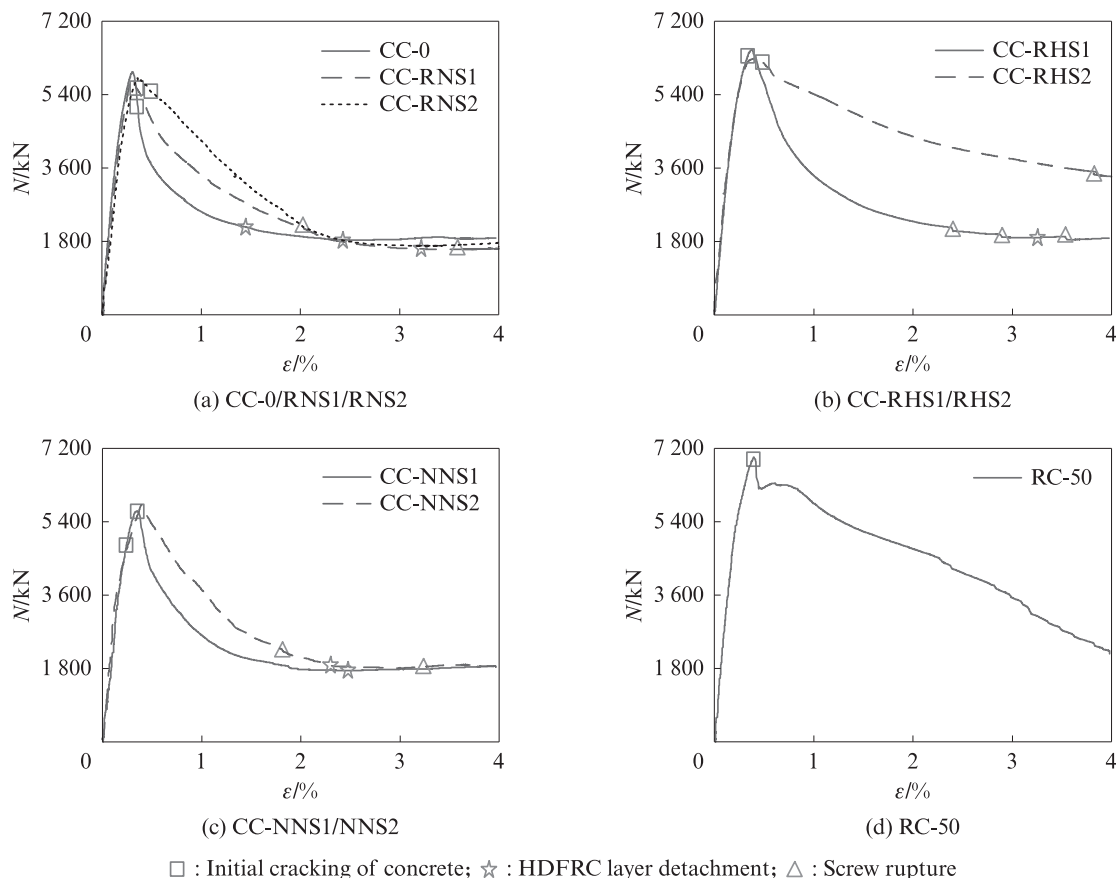 7 200
5 400
3 600
1 800
0
N/kN
CC-0
CC-RNS1
CC-RNS2
1
2
3
4
ε/%
(a) CC-0/RNS1/RNS2
7 200
5 400
3 600
1 800
0
N/kN
CC-RHS1
CC-RHS2
1
2
3
4
ε/%
(b) CC-RHS1/RHS2
7 200
5 400
3 600
1 800
0
N/kN
CC-NNS1
CC-NNS2
1
2
3
4
ε/%
(c) CC-NNS1/NNS2
7 200
5 400
3 600
1 800
0
N/kN
RC-50
1
2
3
4
ε/%
(d) RC-50
□ : Initial cracking of concrete; ☆ : HDFRC layer detachment; △ : Screw rupture